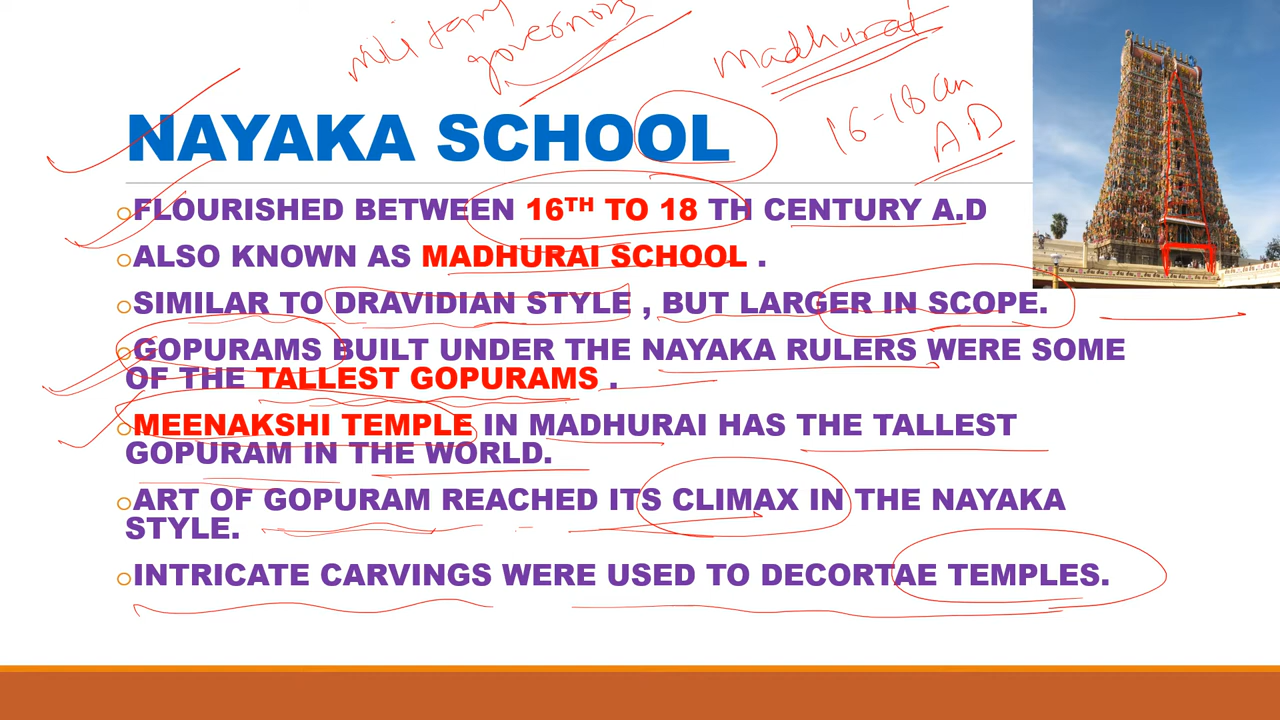 military
governors
Madhurai
16-18 cen
A.D
NAYAKA SCHOOL
FLOURISHED BETWEEN 16TH TO 18 TH CENTURY A.D
ALSO KNOWN AS MADHURAI SCHOOL .
SIMILAR TO DRAVIDIAN STYLE , BUT LARGER IN SCOPE.
GOPURAMS BUILT UNDER THE NAYAKA RULERS WERE SOME
OF THE TALLEST GOPURAMS .
MEENAKSHI TEMPLE IN MADHURAI HAS THE TALLEST
GOPURAM IN THE WORLD.
ART OF GOPURAM REACHED ITS CLIMAX IN THE NAYAKA
STYLE.
INTRICATE CARVINGS WERE USED TO DECORTAE TEMPLES.